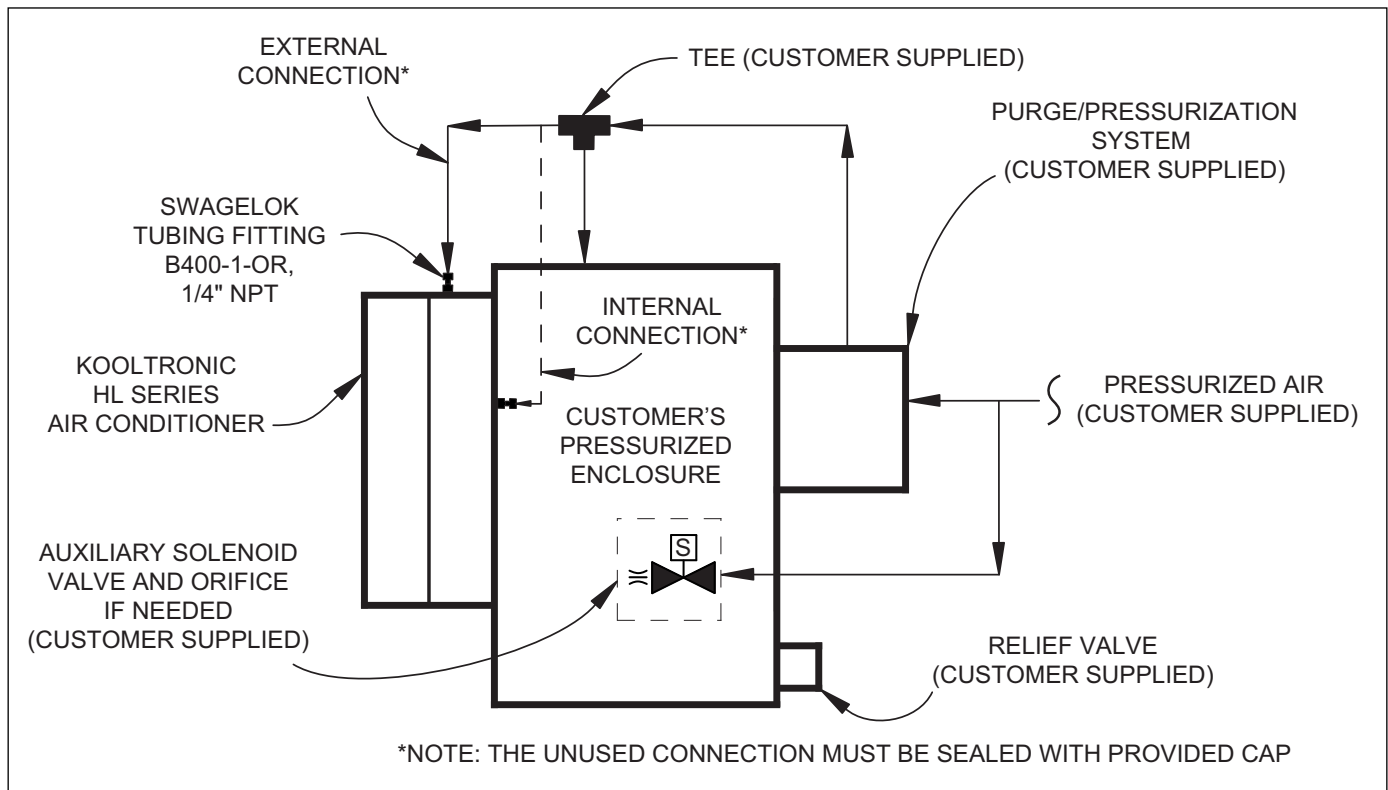 EXTERNAL
CONNECTION*
TEE (CUSTOMER SUPPLIED)
PURGE/PRESSURIZATION
SYSTEM
(CUSTOMER SUPPLIED)
SWAGELOK
TUBING FITTING
B400-1-OR,
1/4" NPT
INTERNAL
CONNECTION*
KOOLTRONIC
HL SERIES
AIR CONDITIONER
PRESSURIZED AIR
(CUSTOMER SUPPLIED)
CUSTOMER'S
PRESSURIZED
ENCLOSURE
S
AUXILIARY SOLENOID
VALVE AND ORIFICE
IF NEEDED
(CUSTOMER SUPPLIED)
RELIEF VALVE
(CUSTOMER SUPPLIED)
*NOTE: THE UNUSED CONNECTION MUST BE SEALED WITH PROVIDED CAP